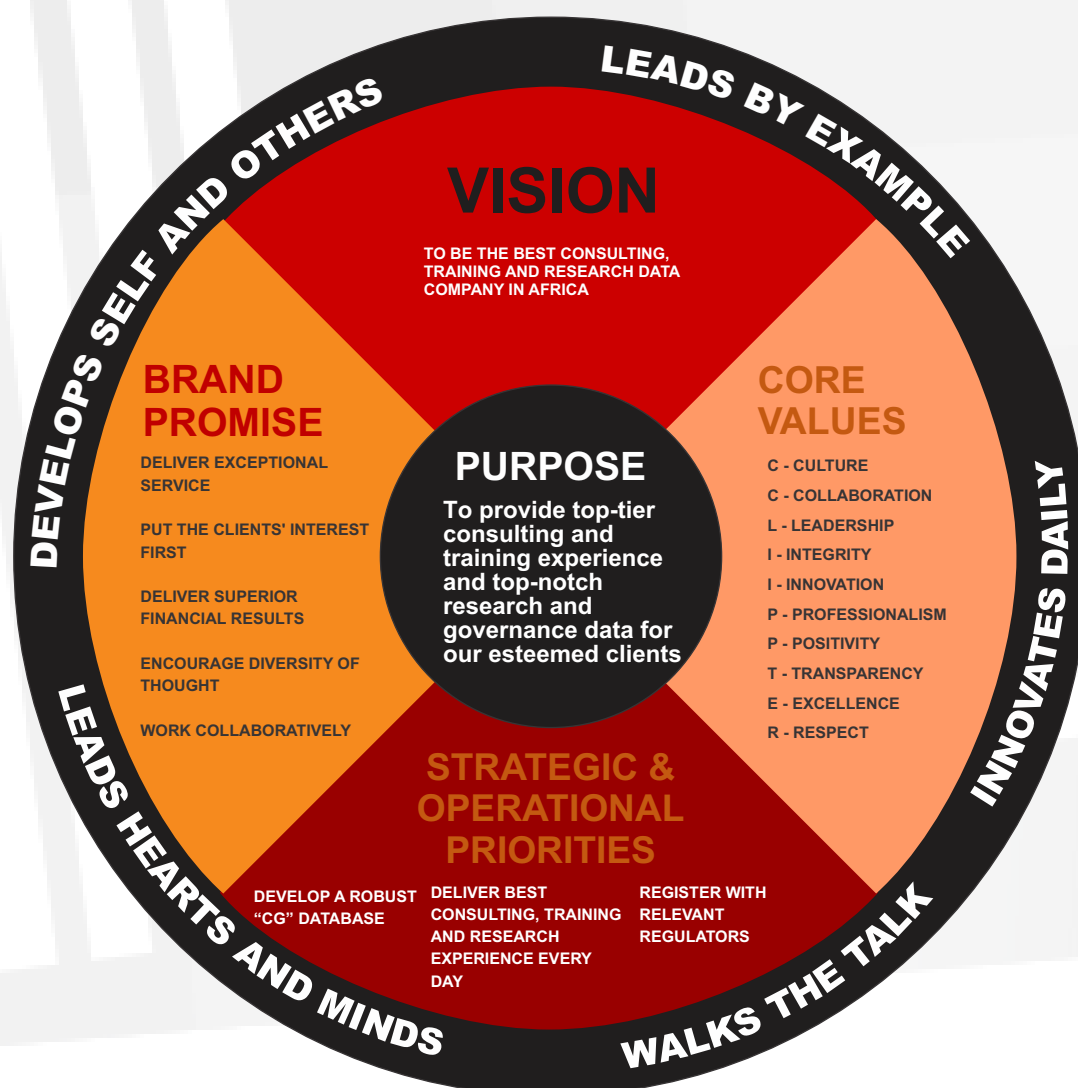 DEVELOPS SELF AND OTHERS
LEADS BY EXAMPLE
INNOVATES DAILY
WALKS THE TALK
LEADS HEARTS AND MINDS
VISION
TO BE THE BEST CONSULTING,
TRAINING AND RESEARCH DATA
COMPANY IN AFRICA
BRAND
PROMISE
DELIVER EXCEPTIONAL
SERVICE
PUT THE CLIENTS' INTEREST
FIRST
DELIVER SUPERIOR
FINANCIAL RESULTS
ENCOURAGE DIVERSITY OF
THOUGHT
WORK COLLABORATIVELY
PURPOSE
To provide top-tier
consulting and
training experience
and top-notch
research and
governance data for
our esteemed clients
CORE
VALUES
C - CULTURE
C - COLLABORATION
L - LEADERSHIP
I - INTEGRITY
I - INNOVATION
P - PROFESSIONALISM
P - POSITIVITY
T - TRANSPARENCY
E - EXCELLENCE
R - RESPECT
STRATEGIC &
OPERATIONAL
PRIORITIES
DEVELOP A ROBUST
“CG” DATABASE
DELIVER BEST
CONSULTING, TRAINING
AND RESEARCH
EXPERIENCE EVERY
DAY
REGISTER WITH
RELEVANT
REGULATORS